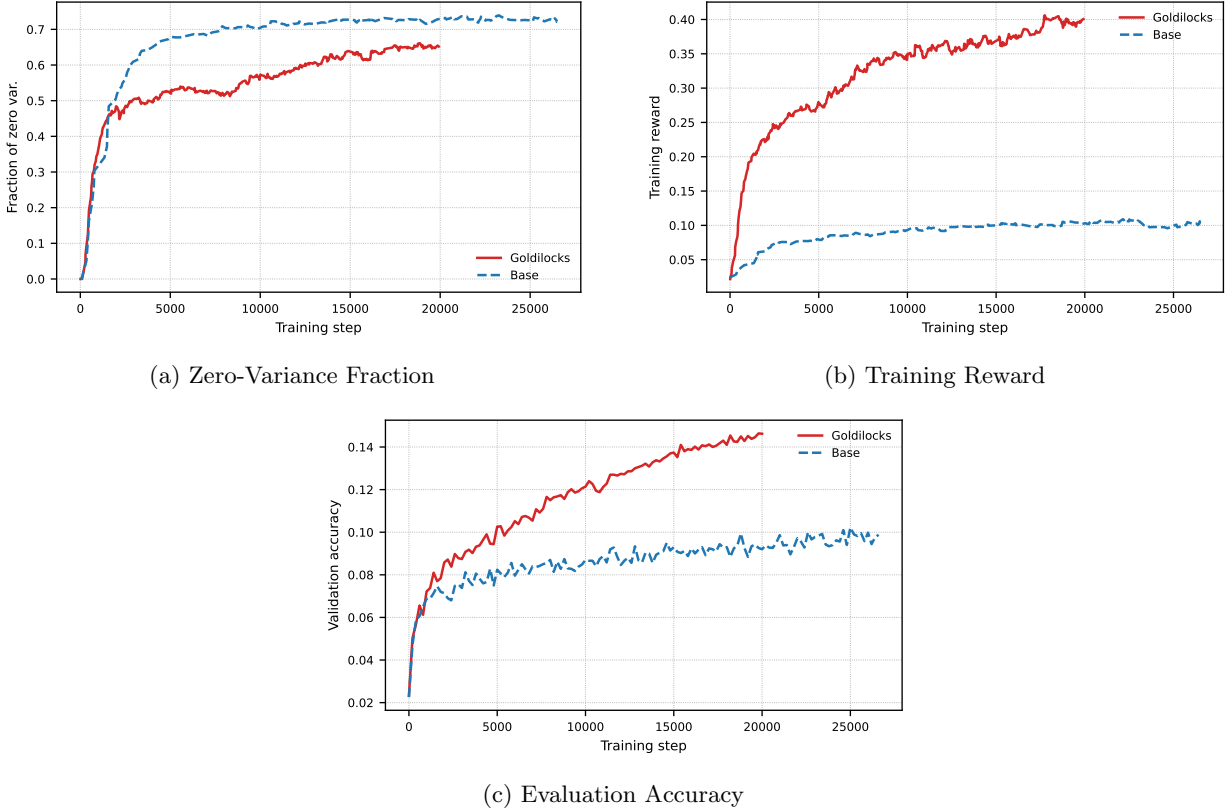 0.7
0.6
0.5
0.4
0.3
0.2
0.1
0.0
Fraction of zero var.
Goldilocks
Base
0 5000 10000 15000 20000 25000
Training step
(a) Zero-Variance Fraction
0.40
0.35
0.30
0.25
0.20
0.15
0.10
0.05
Training reward
Goldilocks
Base
0 5000 10000 15000 20000 25000
Training step
(b) Training Reward
0.14
0.12
0.10
0.08
0.06
0.04
0.02
Validation accuracy
Goldilocks
Base
0 5000 10000 15000 20000 25000
Training step
(c) Evaluation Accuracy